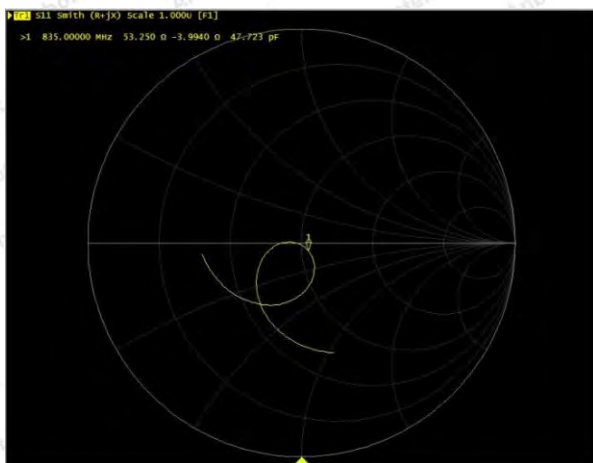 ▶Tr1 S11 Smith (R+jX) Scale 1.000U [F1]
>1 835.00000 MHz 53.250 Ω -3.9940 Ω 47.723 pF
1